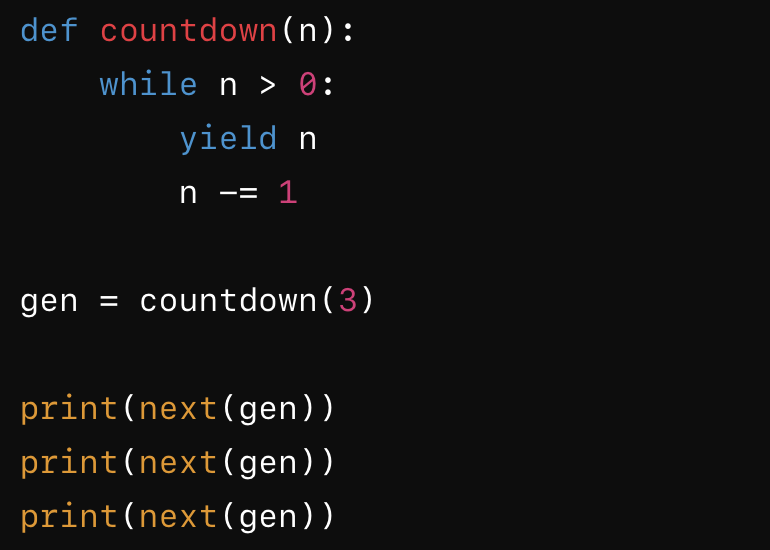 def countdown(n):
    while n > 0:
        yield n
        n -= 1

gen = countdown(3)

print(next(gen))
print(next(gen))
print(next(gen))